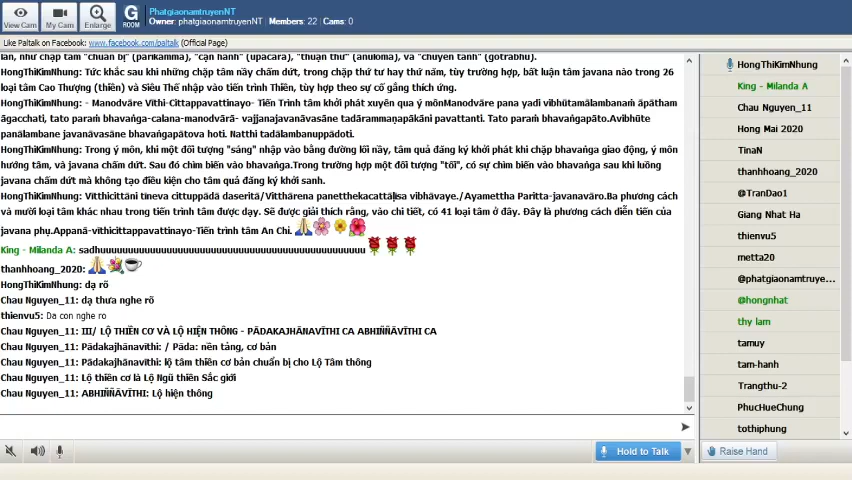 View Cam
My Cam
Enlarge
G
ROOM
PhatgiaonamtruyenNT
Owner: phatgiaonamtruyenNT | Members: 22 | Cams: 0
Like Paltalk on Facebook: www.facebook.com/paltalk (Official Page)
lần, như chập tâm "chuẩn bị" (parikamma), "cận hành" (upacāra), "thuận thứ" (anuloma), và "chuyển tánh" (gotrabhu).
HongThiKimNhung: Tức khắc sau khi những chập tâm nầy chấm dứt, trong chập thứ tư hay thứ năm, tùy trường hợp, bất luận tâm javana nào trong 26
loại tâm Cao Thượng (thiền) và Siêu Thế nhập vào tiến trình Thiền, tùy hợp theo sự cố gắng thích ứng.
HongThiKimNhung: - Manodvāre Vīthi-Cittappavattinayo- Tiến Trình tâm khởi phát xuyên qua ý mônManodvāre pana yadi vibhūtamālambanaṁ āpātham
āgacchati, tato paraṁ bhavaṅga-calana-manodvārā- vajjanajavanāvasāne tadārammaṇapākāni pavattanti. Tato paraṁ bhavaṅgapāto.Avibhūte
panālambane javanāvasāne bhavaṅgapātova hoti. Natthi tadālambanuppādoti.
HongThiKimNhung: Trong ý môn, khi một đối tượng "sáng" nhập vào bằng đường lối nầy, tâm quả đăng ký khởi phát khi chập bhavaṅga giao động, ý môn
hướng tâm, và javana chấm dứt. Sau đó chìm biến vào bhavaṅga.Trong trường hợp một đối tượng "tối", có sự chìm biến vào bhavaṅga sau khi luồng
javana chấm dứt mà không tạo điều kiện cho tâm quả đăng ký khởi sanh.
HongThiKimNhung: Vītthicittāni tīneva cittuppādā daseritā/Vitthārena panetthekacattālīsa vibhāvaye./Ayamettha Paritta-javanavāro.Ba phương cách
và mười loại tâm khác nhau trong tiến trình tâm được dạy. Sẽ được giải thích rằng, vào chi tiết, có 41 loại tâm ở đây. Đây là phương cách diễn tiến của
javana phụ.Appanā-vīthicittappavattinayo-Tiến trình tâm An Chi.
King - Milanda A: sadhuuuuuuuuuuuuuuuuuuuuuuuuuuuuuuuuuuuuuuuuuuu
thanhhoang_2020:
HongThiKimNhung: dạ rõ
Chau Nguyen_11: dạ thưa nghe rõ
thienvu5: Da con nghe ro
Chau Nguyen_11: III/ LỘ THIỀN CƠ VÀ LỘ HIỆN THÔNG - PĀDAKAJHĀNAVĪTHI CA ABHIÑÑĀVĪTHI CA
Chau Nguyen_11: Pādakajhānavīthi: / Pāda: nền tảng, cơ bản
Chau Nguyen_11: Pādakajhānavīthi: lộ tâm thiền cơ bản chuẩn bị cho Lộ Tâm thông
Chau Nguyen_11: Lộ thiền cơ là Lộ Ngũ thiền Sắc giới
Chau Nguyen_11: ABHIÑÑĀVĪTHI: Lộ hiện thông
Hold to Talk
HongThiKimNhung
King - Milanda A
Chau Nguyen_11
Hong Mai 2020
TinaN
thanhhoang_2020
@TranDao1
Giang Nhat Ha
thienvu5
metta20
@phatgiaonamtruye...
@hongnhat
thy lam
tamuy
tam-hanh
Trangthu-2
PhucHueChung
tothiphung
Raise Hand